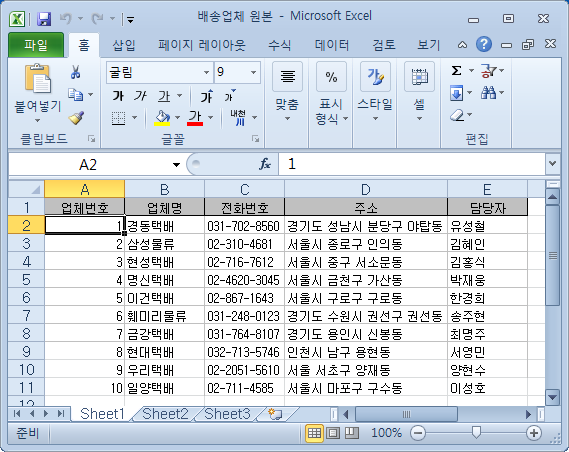 배송업체 원본 - Microsoft Excel
파일 홈 삽입 페이지 레이아웃 수식 데이터 검토 보기
붙여넣기 굴림 9 맞춤 표시 형식 스타일 셀
가 가 가 가 가 내천
클립보드 글꼴 편집
A2 fx 1
A B C D E
1 업체번호 업체명 전화번호 주소 담당자
2 1 경동택배 031-702-8560 경기도 성남시 분당구 야탑동 유성철
3 2 삼성물류 02-310-4681 서울시 종로구 인의동 김혜인
4 3 현성택배 02-716-7612 서울시 중구 서소문동 김홍식
5 4 명신택배 02-4620-3045 서울시 금천구 가산동 박재웅
6 5 이건택배 02-867-1643 서울시 구로구 구로동 한경희
7 6 훼미리물류 031-248-0123 경기도 수원시 권선구 권선동 송주현
8 7 금강택배 031-764-8107 경기도 용인시 신봉동 최명주
9 8 현대택배 032-713-5746 인천시 남구 용현동 서영민
10 9 우리택배 02-2051-5610 서울 서초구 양재동 양현수
11 10 일양택배 02-711-4585 서울시 마포구 구수동 이성호
12
Sheet1 Sheet2 Sheet3
준비 100%